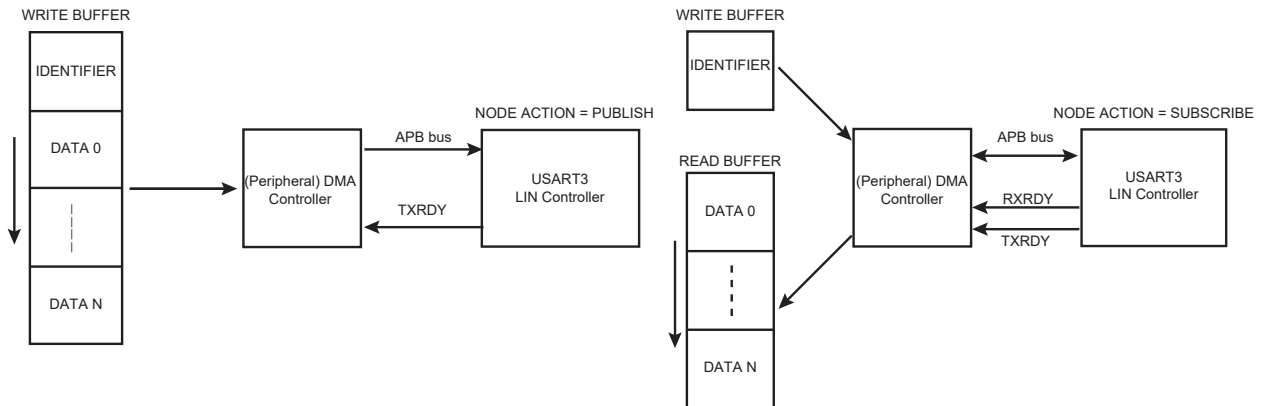 WRITE BUFFER
IDENTIFIER
DATA 0
DATA N
(Peripheral) DMA
Controller
APB bus
TXRDY
NODE ACTION = PUBLISH
USART3
LIN Controller
WRITE BUFFER
IDENTIFIER
READ BUFFER
DATA 0
DATA N
(Peripheral) DMA
Controller
APB bus
RXRDY
TXRDY
NODE ACTION = SUBSCRIBE
USART3
LIN Controller